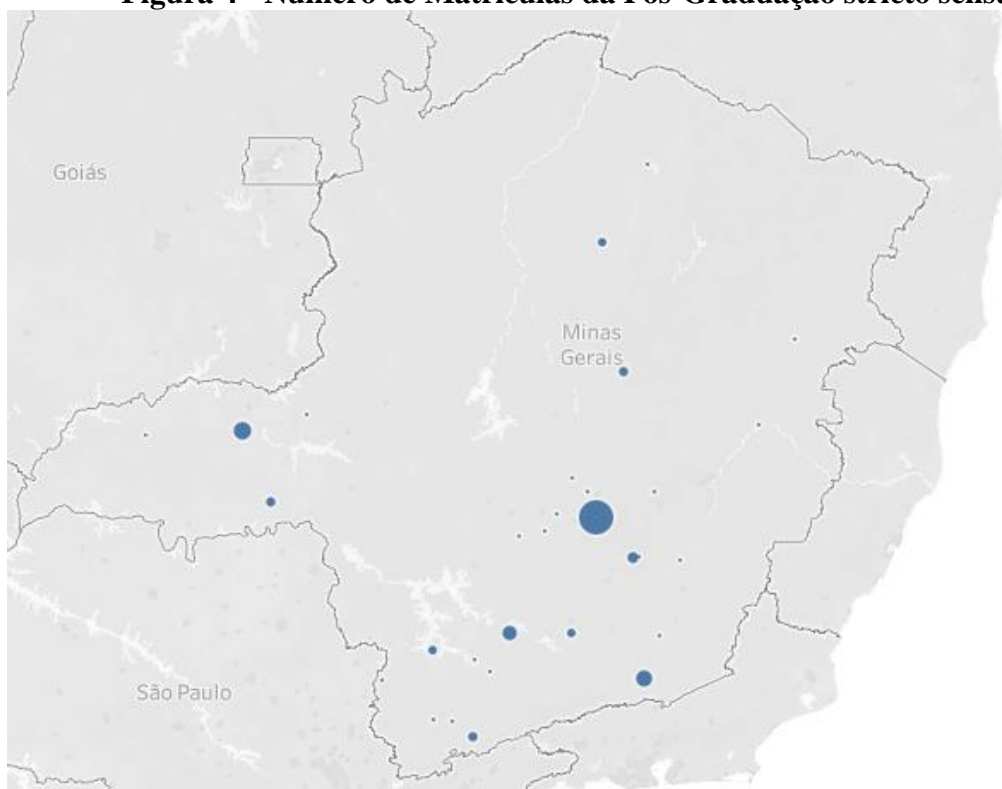 Figura 4 - Número de Matrículas da Pós-Graduação stricto sensu
Goiás
Minas
Gerais
São Paulo